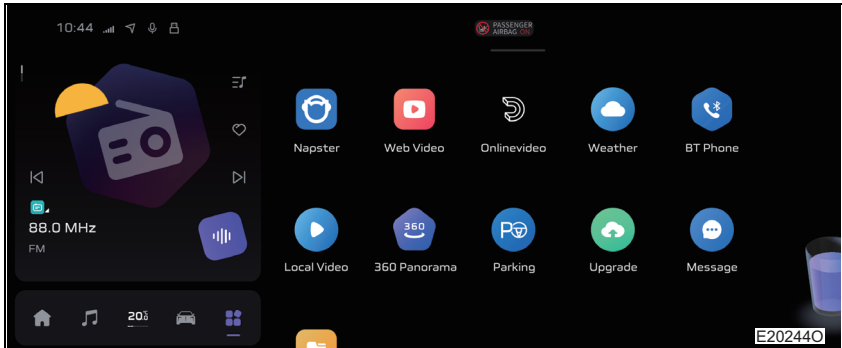 10:44
PASSENGER
AIRBAG ON
Napster
Web Video
Onlinevideo
Weather
BT Phone
88.0 MHz
FM
360
P
Local Video
360 Panorama
Parking
Upgrade
Message
20
E20244O